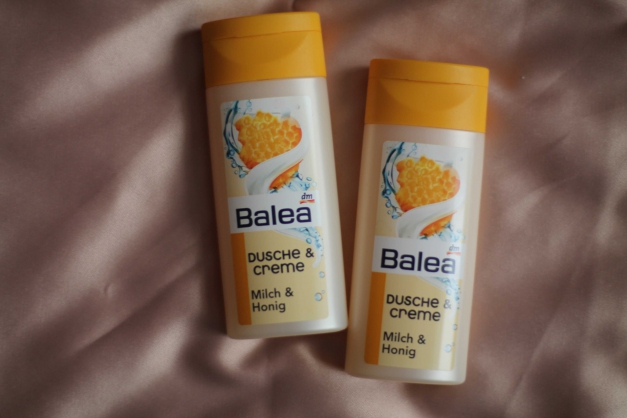 dm
Balea
DUSCHE &
CREME
Milch &
Honig
dm
Balea
DUSCHE &
CREME
Milch &
Honig